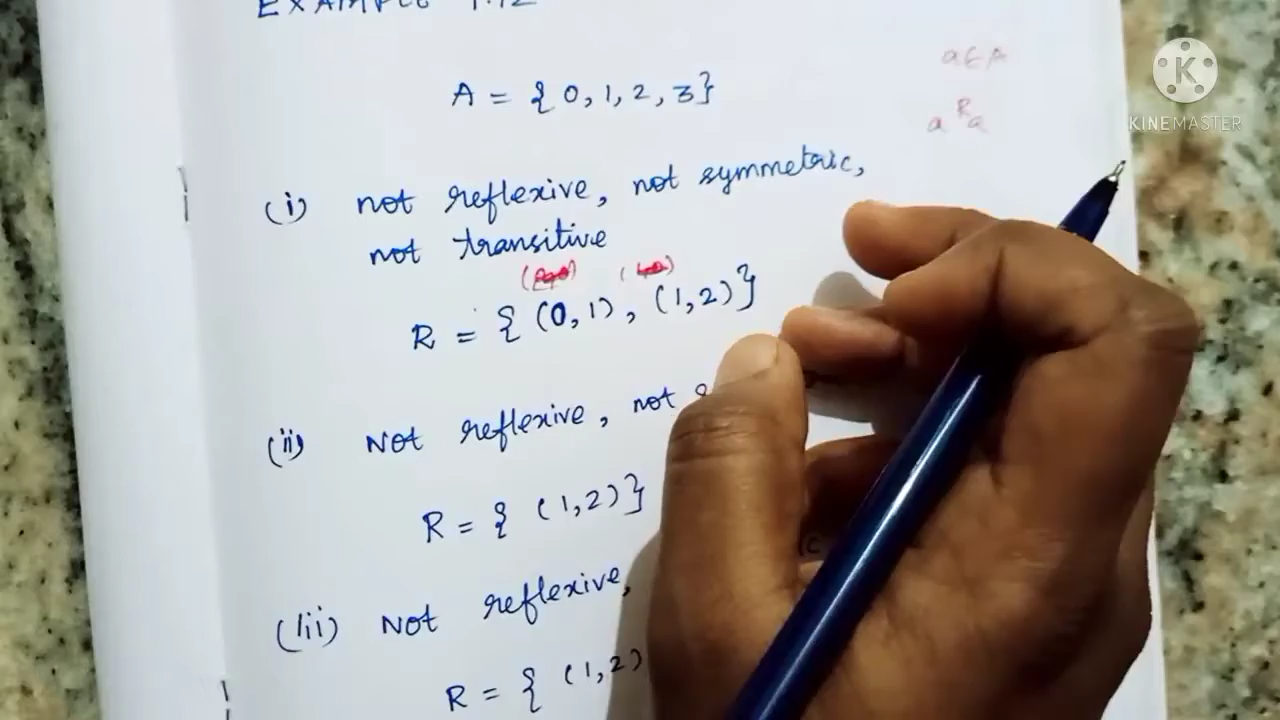 A = { 0, 1, 2, 3}
a ∈ A
a R a
KINEMASTER
(i) not reflexive, not symmetric,
not transitive
R = { (0, 1), (1, 2)}
(ii) Not reflexive, not
R = { (1, 2)}
(iii) Not reflexive,
R = { (1, 2)